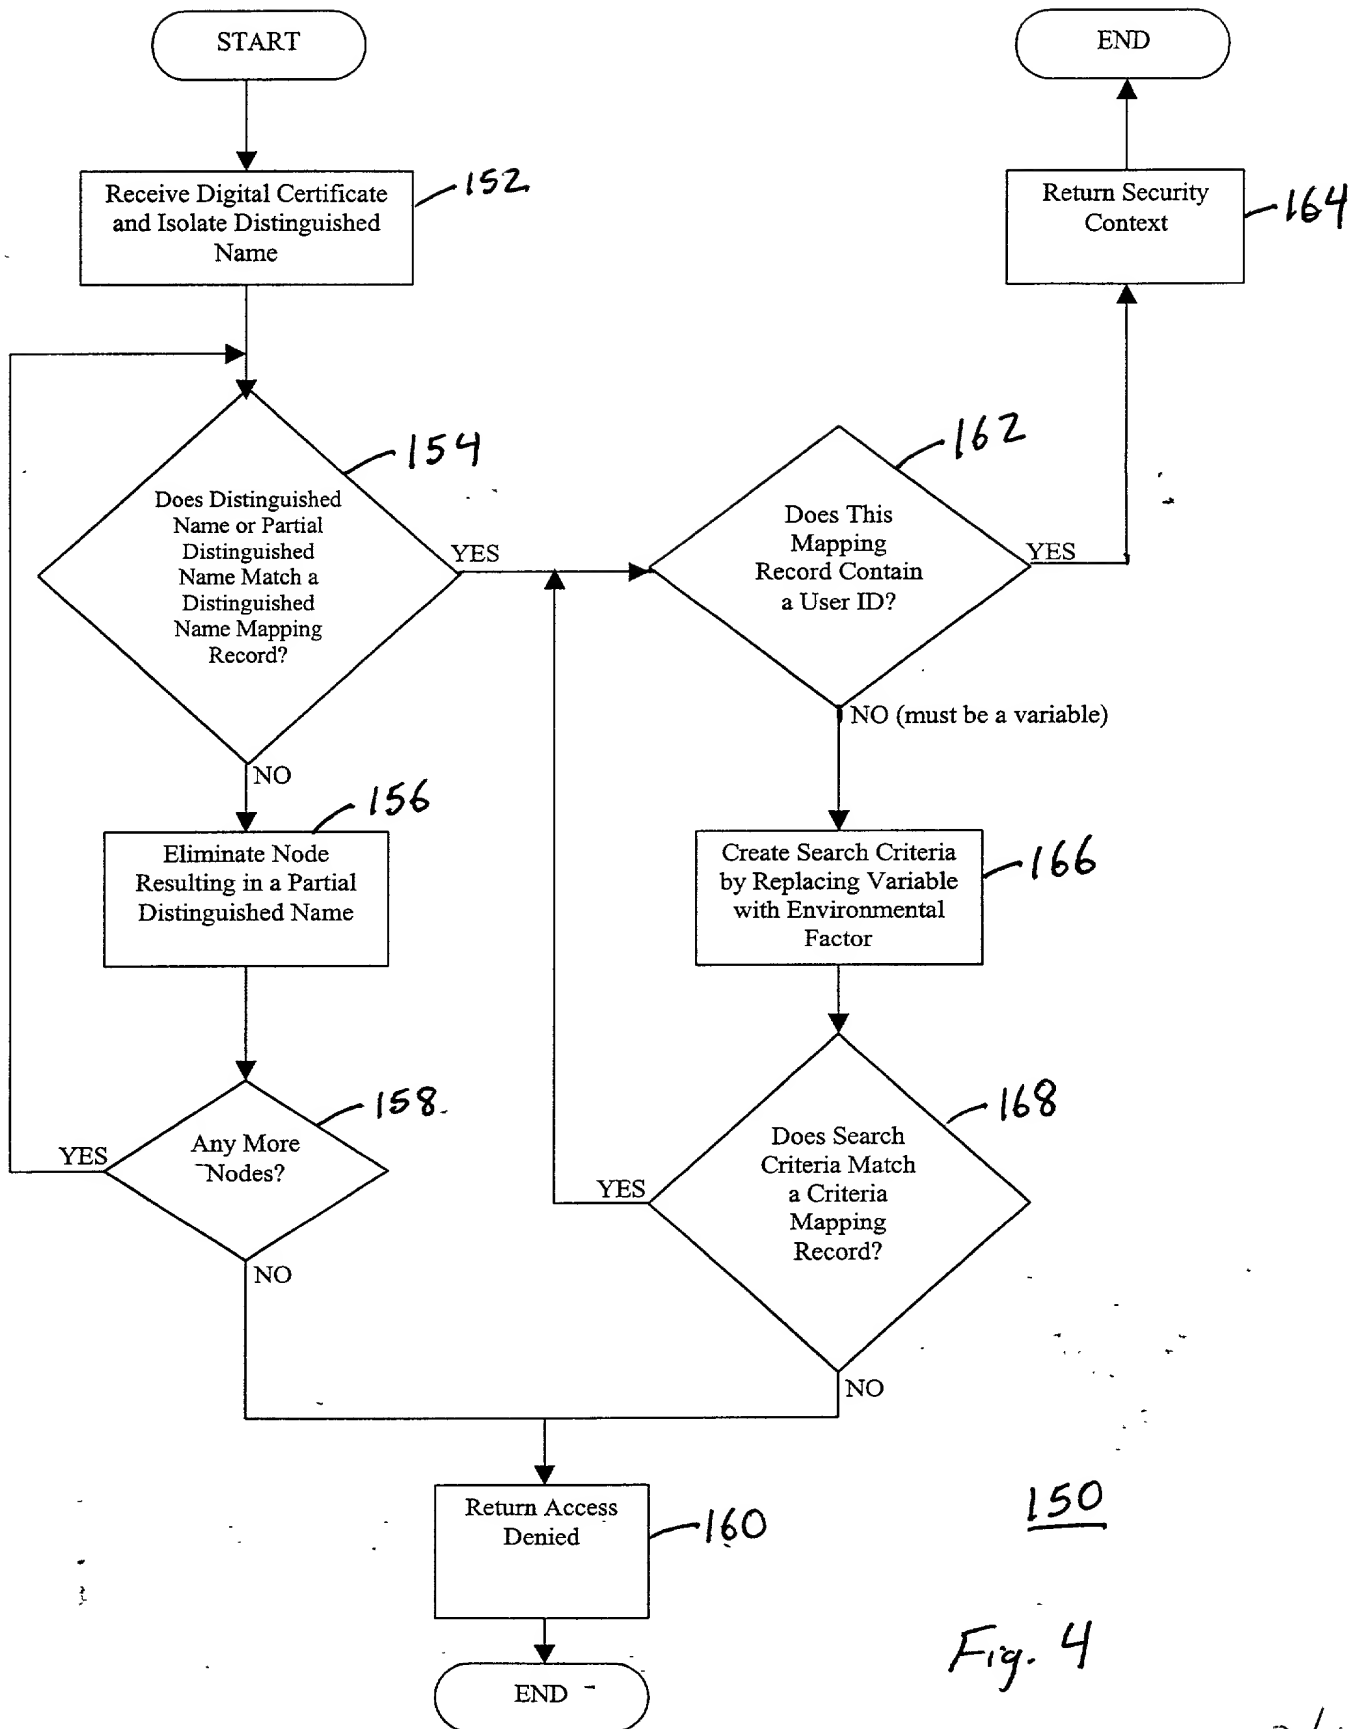 START
END
Receive Digital Certificate
and Isolate Distinguished
Name
152
Return Security
Context
164
154
Does Distinguished
Name or Partial
Distinguished
Name Match a
Distinguished
Name Mapping
Record?
YES
162
Does This
Mapping
Record Contain
a User ID?
YES
NO (must be a variable)
NO
156
Eliminate Node
Resulting in a Partial
Distinguished Name
Create Search Criteria
by Replacing Variable
with Environmental
Factor
166
158
Any More
Nodes?
YES
NO
168
Does Search
Criteria Match
a Criteria
Mapping
Record?
YES
NO
Return Access
Denied
160
END
150
Fig. 4